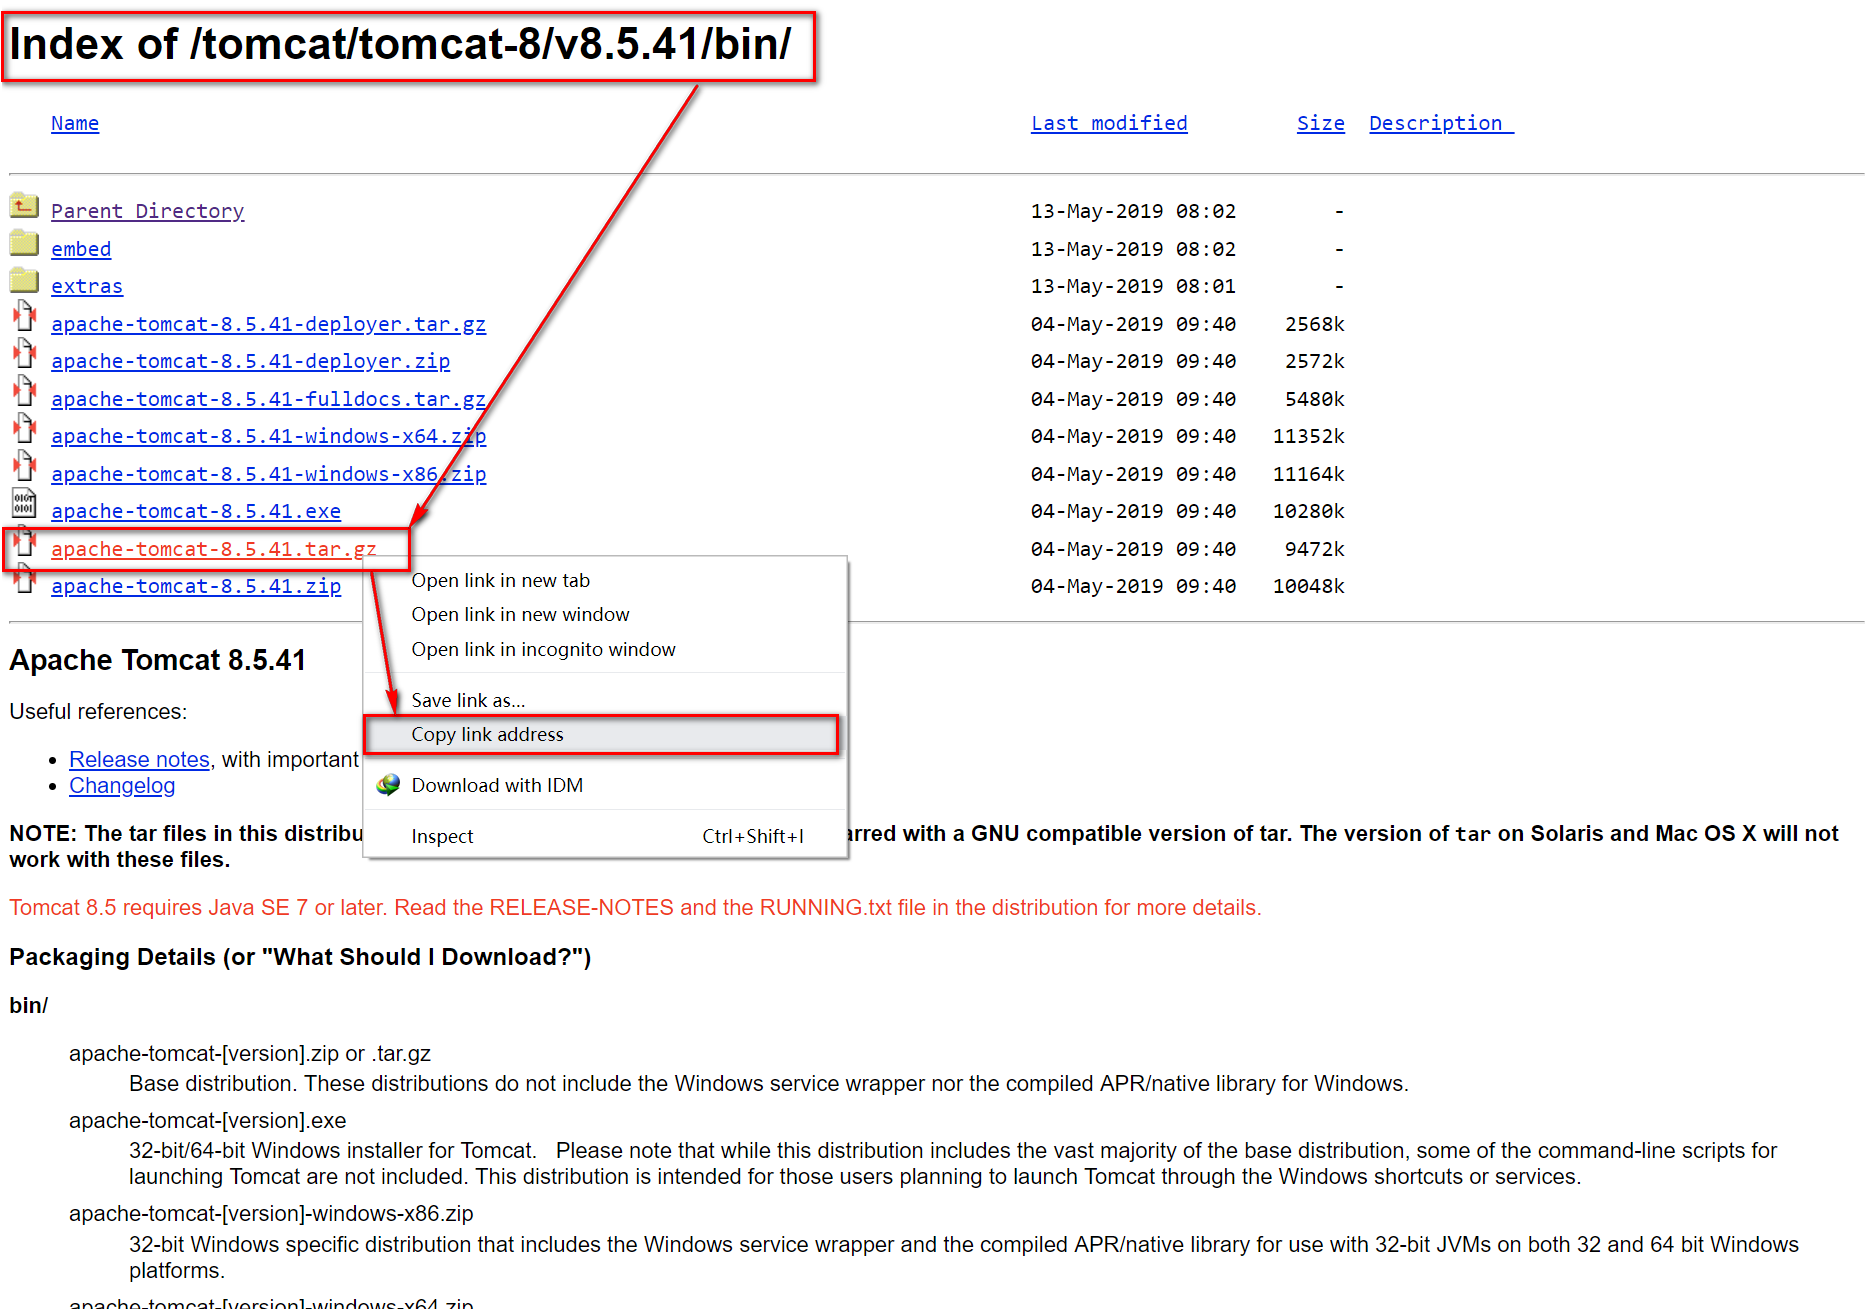 Index of /tomcat/tomcat-8/v8.5.41/bin/
Name Last modified Size Description
Parent Directory 13-May-2019 08:02 -
embed 13-May-2019 08:02 -
extras 13-May-2019 08:01 -
apache-tomcat-8.5.41-deployer.tar.gz 04-May-2019 09:40 2568k
apache-tomcat-8.5.41-deployer.zip 04-May-2019 09:40 2572k
apache-tomcat-8.5.41-fulldocs.tar.gz 04-May-2019 09:40 5480k
apache-tomcat-8.5.41-windows-x64.zip 04-May-2019 09:40 11352k
apache-tomcat-8.5.41-windows-x86.zip 04-May-2019 09:40 11164k
apache-tomcat-8.5.41.exe 04-May-2019 09:40 10280k
apache-tomcat-8.5.41.tar.gz 04-May-2019 09:40 9472k
apache-tomcat-8.5.41.zip 04-May-2019 09:40 10048k
Open link in new tab
Open link in new window
Open link in incognito window
Save link as...
Copy link address
Download with IDM
Inspect Ctrl+Shift+I
Apache Tomcat 8.5.41
Useful references:
• Release notes, with important
• Changelog
NOTE: The tar files in this with a GNU compatible version of tar. The version of tar on Solaris and Mac OS X will not
work with these files.
Tomcat 8.5 requires Java SE 7 or later. Read the RELEASE-NOTES and the RUNNING.txt file in the distribution for more details.
Packaging Details (or "What Should I Download?")
bin/
apache-tomcat-[version].zip or .tar.gz
Base distribution. These distributions do not include the Windows service wrapper nor the compiled APR/native library for Windows.
apache-tomcat-[version].exe
32-bit/64-bit Windows installer for Tomcat. Please note that while this distribution includes the vast majority of the base distribution, some of the command-line scripts for
launching Tomcat are not included. This distribution is intended for those users planning to launch Tomcat through the Windows shortcuts or services.
apache-tomcat-[version]-windows-x86.zip
32-bit Windows specific distribution that includes the Windows service wrapper and the compiled APR/native library for use with 32-bit JVMs on both 32 and 64 bit Windows
platforms.
apache-tomcat-[version]-windows-x64.zip